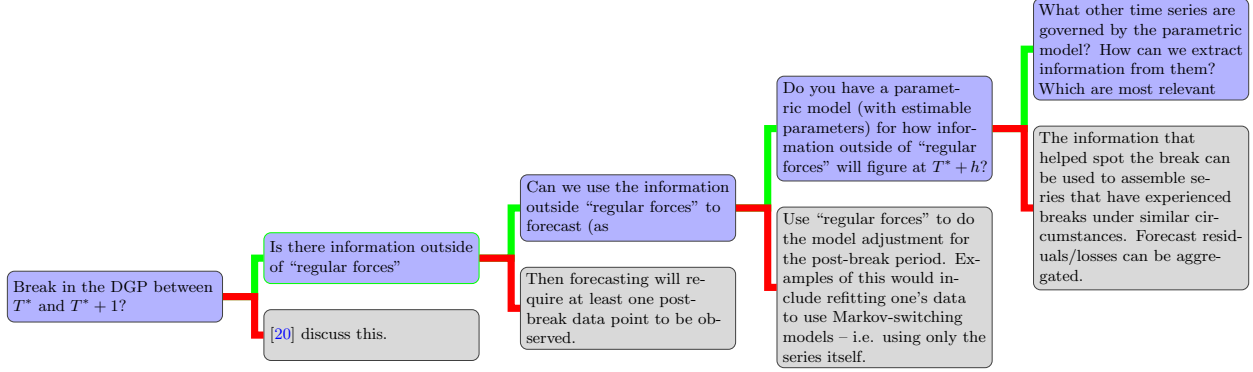 Break in the DGP between
T* and T* + 1?
Is there information outside
of “regular forces”
[20] discuss this.
Can we use the information
outside “regular forces” to
forecast (as
Then forecasting will re-
quire at least one post-
break data point to be ob-
served.
Do you have a paramet-
ric model (with estimable
parameters) for how infor-
mation outside of “regular
forces” will figure at T* + h?
Use “regular forces” to do
the model adjustment for
the post-break period. Ex-
amples of this would in-
clude refitting one’s data
to use Markov-switching
models – i.e. using only the
series itself.
What other time series are
governed by the parametric
model? How can we extract
information from them?
Which are most relevant
The information that
helped spot the break can
be used to assemble se-
ries that have experienced
breaks under similar cir-
cumstances. Forecast resid-
uals/losses can be aggre-
gated.